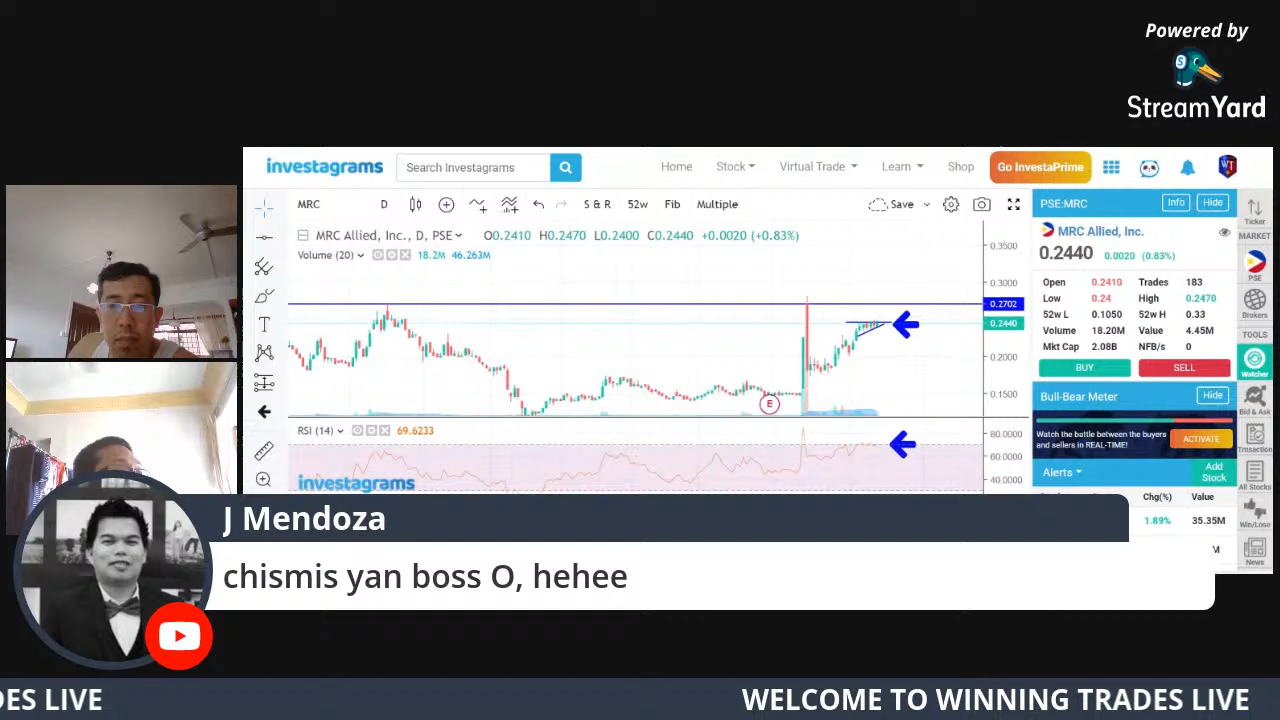 Powered by
StreamYard
investagrams
Search Investagrams
Home Stock Virtual Trade Learn Shop Go InvestaPrime
MRC D S & R 52w Fib Multiple Save
MRC Allied, Inc., D, PSE O0.2410 H0.2470 L0.2400 C0.2440 +0.0020 (+0.83%)
Volume (20) 18.2M 46.263M
0.3500
0.3000
0.2702
0.2440
0.2000
0.1500
E
RSI (14) 69.6233
80.0000
60.0000
40.0000
investagrams
PSE:MRC Info Hide
MRC Allied, Inc.
0.2440 0.0020 (0.83%)
Open 0.2410 Trades 183
Low 0.24 High 0.2470
52w L 0.1050 52w H 0.33
Volume 18.20M Value 4.45M
Mkt Cap 2.08B NFB/s 0
BUY SELL
Bull-Bear Meter Hide
Watch the battle between the buyers
and sellers in REAL-TIME!
ACTIVATE
Alerts
Add
Stock
Chg(%) Value
1.89% 35.35M
M
Ticker
MARKET
PSE
Brokers
TOOLS
Watcher
Bid & Ask
All Stocks
Win/Lose
News
J Mendoza
chismis yan boss O, hehee
DES LIVE
WELCOME TO WINNING TRADES LIVE